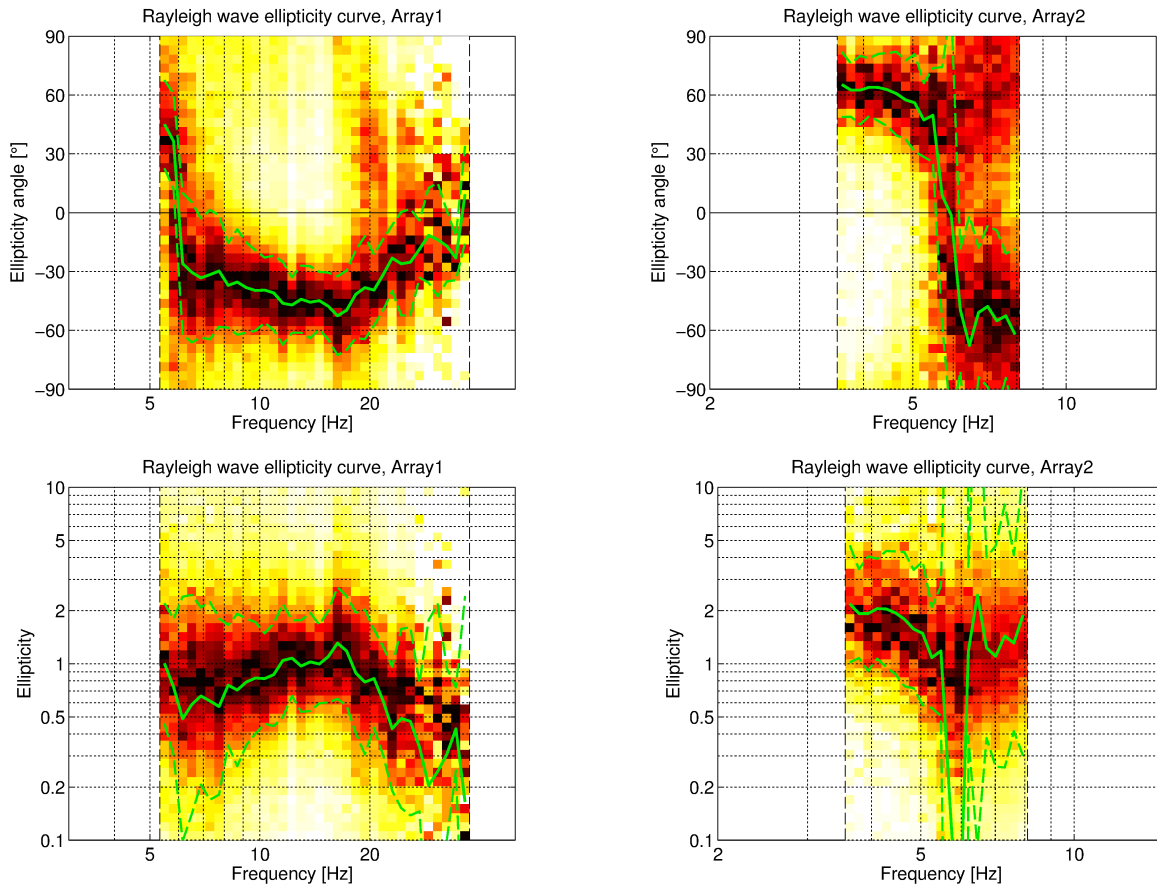 Rayleigh wave ellipticity curve, Array1
90
60
30
0
−30
−60
−90
Ellipticity angle [°]
5 10 20
Frequency [Hz]
Rayleigh wave ellipticity curve, Array2
90
60
30
0
−30
−60
−90
Ellipticity angle [°]
2 5 10
Frequency [Hz]
Rayleigh wave ellipticity curve, Array1
10
5
2
1
0.5
0.2
0.1
Ellipticity
5 10 20
Frequency [Hz]
Rayleigh wave ellipticity curve, Array2
10
5
2
1
0.5
0.2
0.1
Ellipticity
2 5 10
Frequency [Hz]